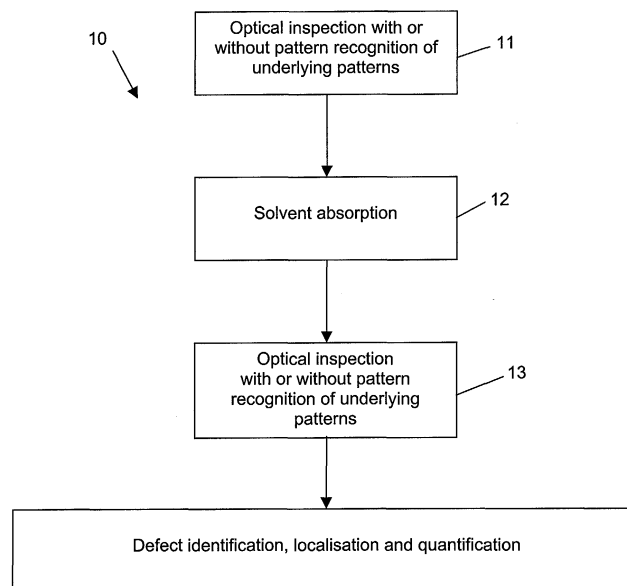 10
Optical inspection with or
without pattern recognition of
underlying patterns
11
Solvent absorption
12
Optical inspection
with or without pattern
recognition of underlying
patterns
13
Defect identification, localisation and quantification